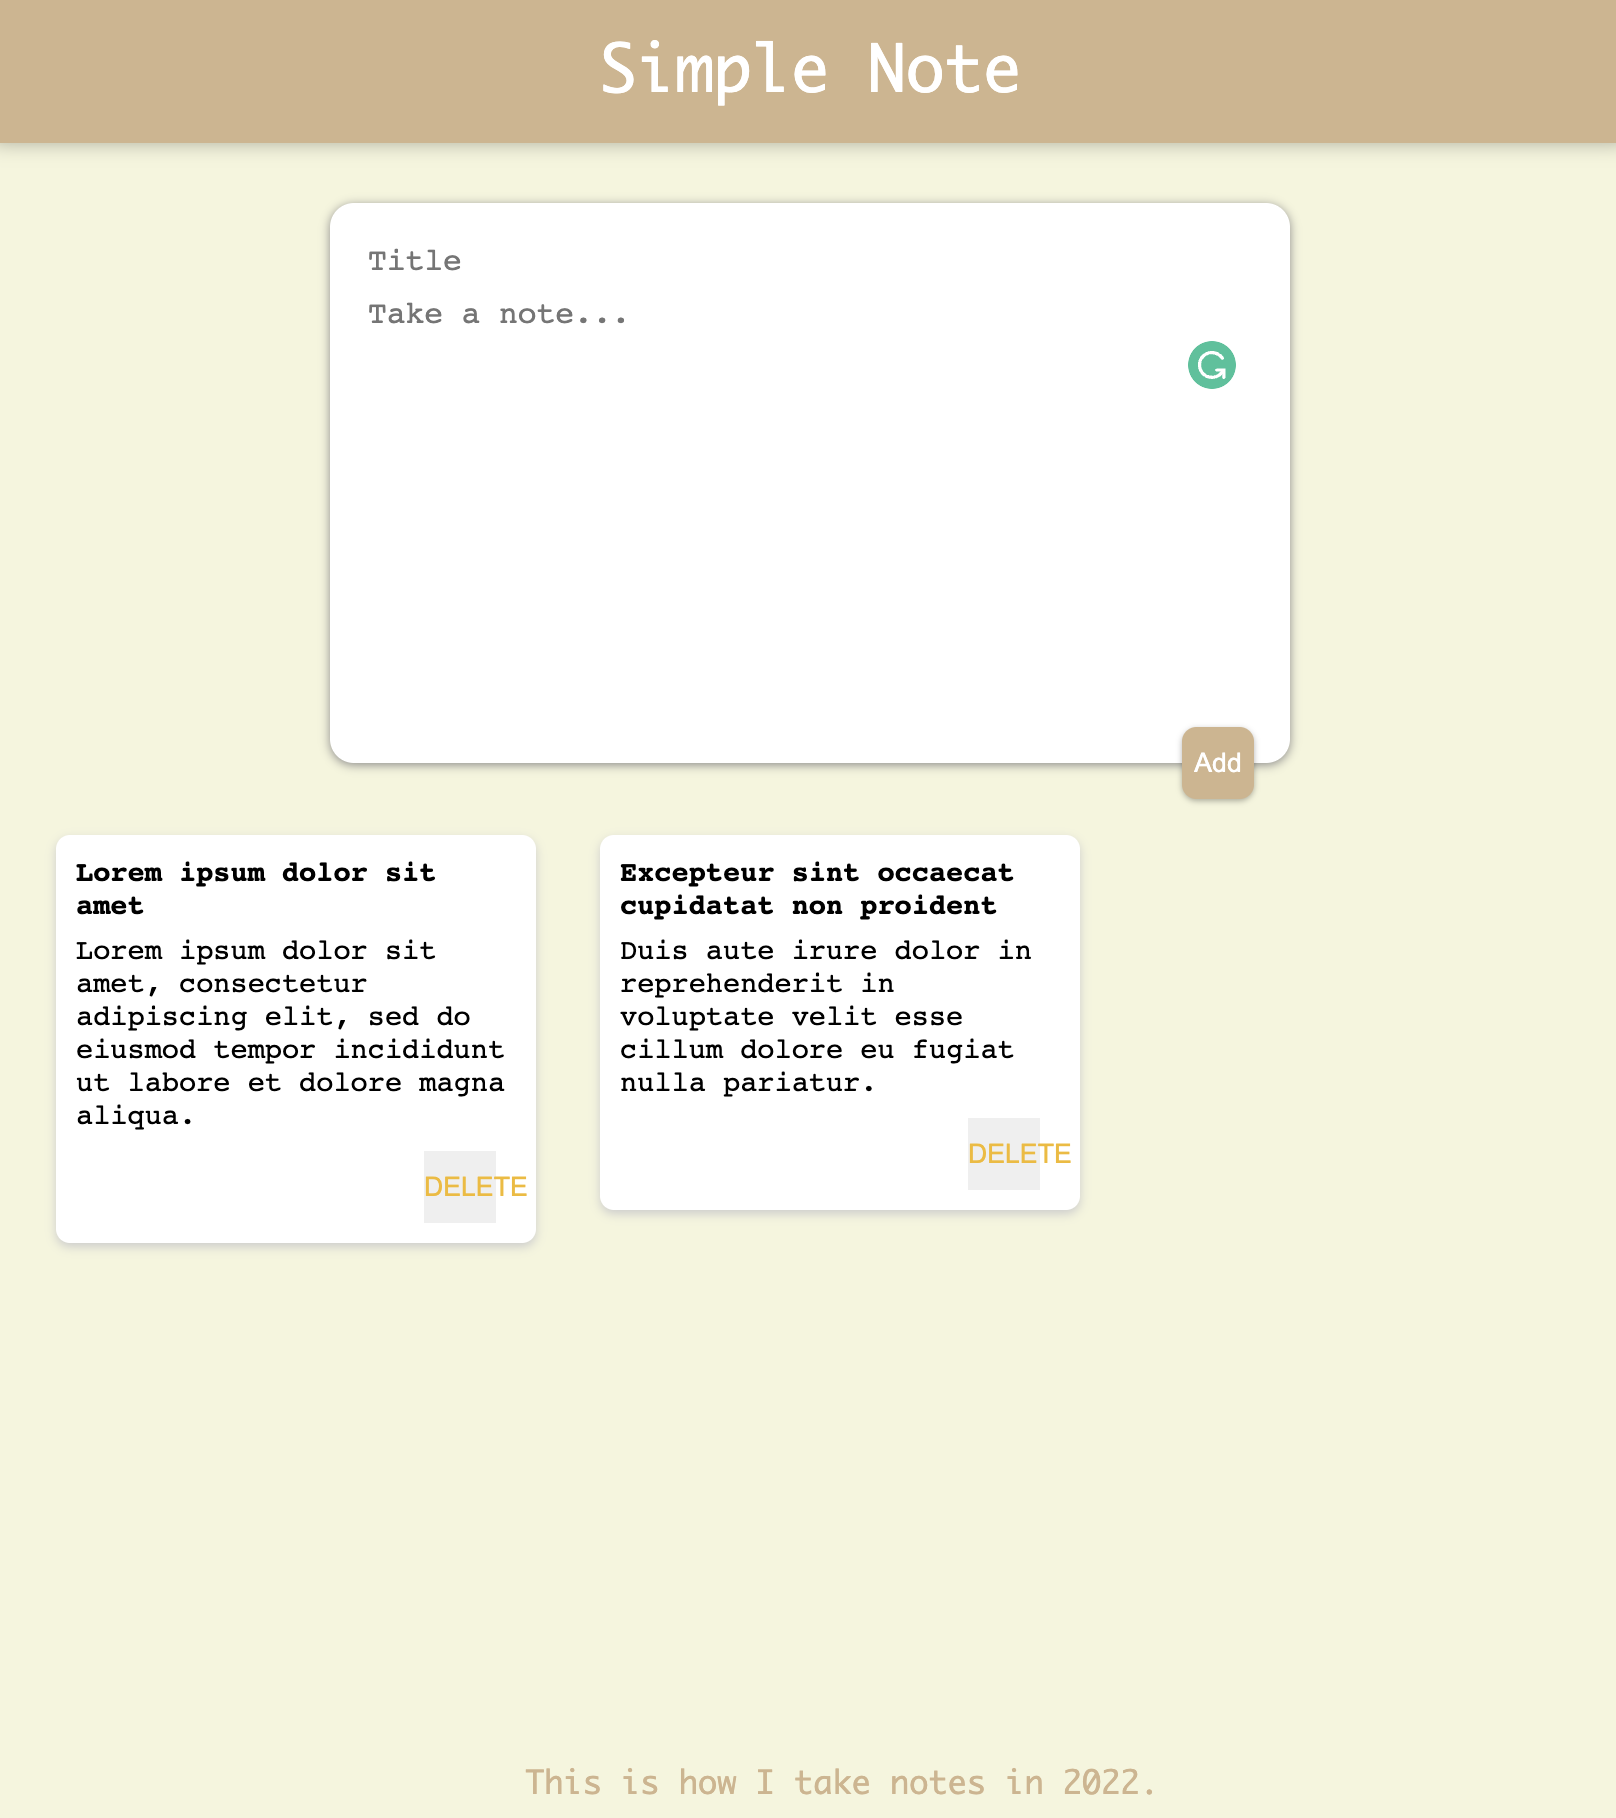 Simple Note
Title
Take a note...
Add
Lorem ipsum dolor sit
amet
Lorem ipsum dolor sit
amet, consectetur
adipiscing elit, sed do
eiusmod tempor incididunt
ut labore et dolore magna
aliqua.
DELETE
Excepteur sint occaecat
cupidatat non proident
Duis aute irure dolor in
reprehenderit in
voluptate velit esse
cillum dolore eu fugiat
nulla pariatur.
DELETE
This is how I take notes in 2022.